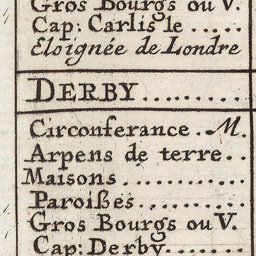 Gros Bourgs ou V.
Cap: Carlisle .....
Eloignée de Londre
DERBY .........
Circonferance . M.
Arpens de terre . .
Maisons ...........
Paroißes ..........
Gros Bourgs ou V.
Cap: Derby .......